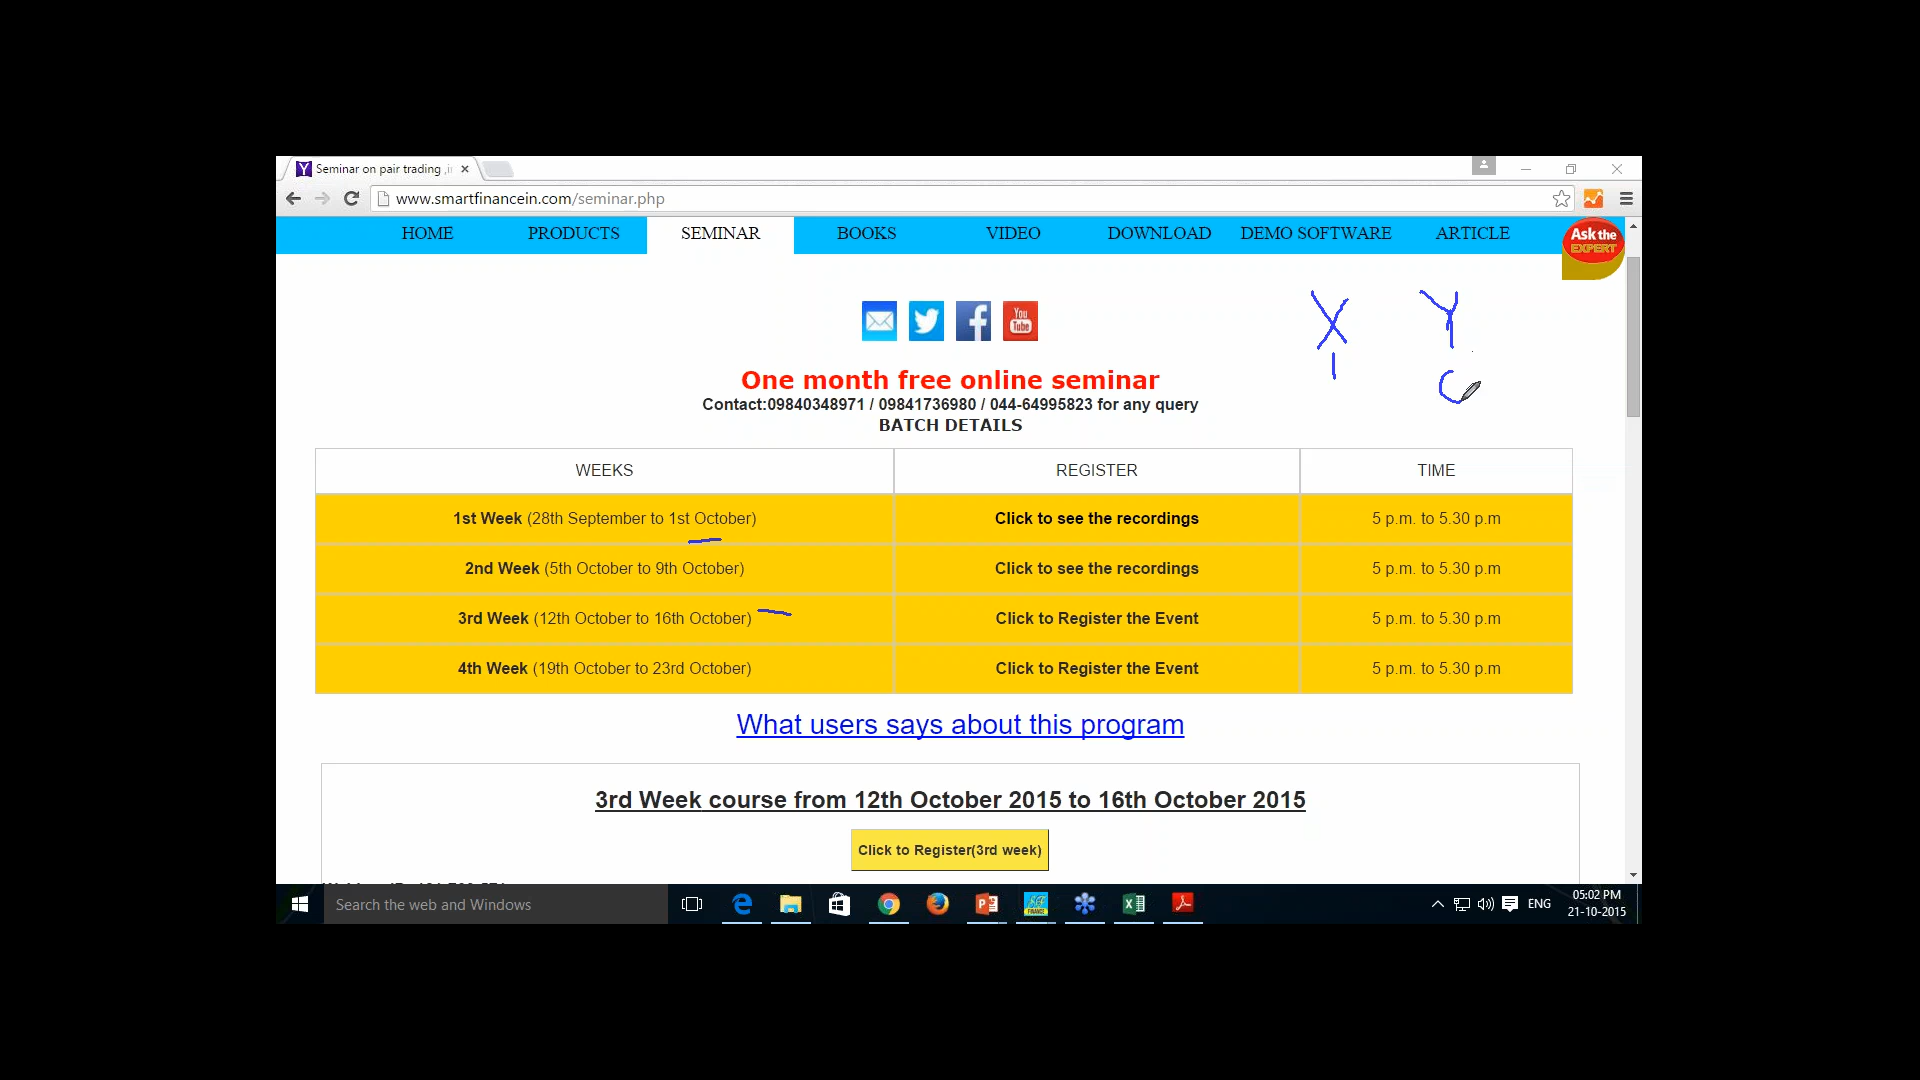 Seminar on pair trading ,i
www.smartfinancein.com/seminar.php
HOME PRODUCTS SEMINAR BOOKS VIDEO DOWNLOAD DEMO SOFTWARE ARTICLE
Ask the
EXPERT
X Y
1
You
Tube
One month free online seminar
Contact:09840348971 / 09841736980 / 044-64995823 for any query
BATCH DETAILS
WEEKS REGISTER TIME
1st Week (28th September to 1st October) Click to see the recordings 5 p.m. to 5.30 p.m
2nd Week (5th October to 9th October) Click to see the recordings 5 p.m. to 5.30 p.m
3rd Week (12th October to 16th October) Click to Register the Event 5 p.m. to 5.30 p.m
4th Week (19th October to 23rd October) Click to Register the Event 5 p.m. to 5.30 p.m
What users says about this program
3rd Week course from 12th October 2015 to 16th October 2015
Click to Register(3rd week)
Search the web and Windows
ENG
05:02 PM
21-10-2015